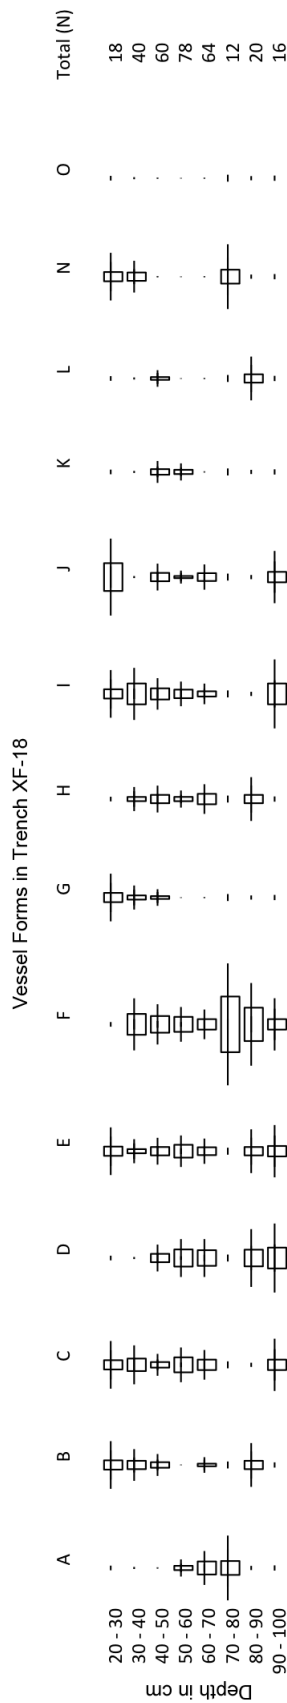 Vessel Forms in Trench XF-18
A B C D E F G H I J K L N O Total (N)
20 - 30 18
30 - 40 40
40 - 50 60
50 - 60 78
60 - 70 64
70 - 80 12
80 - 90 20
90 - 100 16
Depth in cm